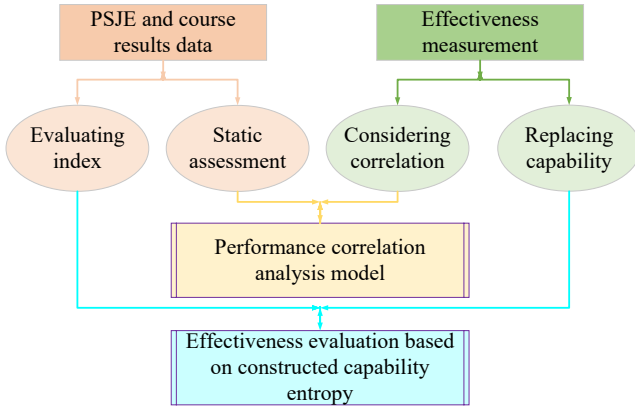 PSJE and course
results data
Effectiveness
measurement
Evaluating
index
Static
assessment
Considering
correlation
Replacing
capability
Performance correlation
analysis model
Effectiveness evaluation based
on constructed capability
entropy